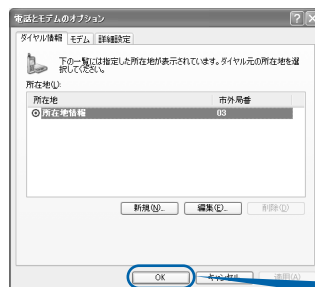 電話とモデムのオプション
ダイヤル情報 モデム 詳細設定
下の一覧には指定した所在地が表示されています。ダイヤル元の所在地を選
択してください。
所在地(L):
所在地 市外局番
所在地情報 03
新規(N)... 編集(E)... 削除(D)
OK キャンセル 適用(A)